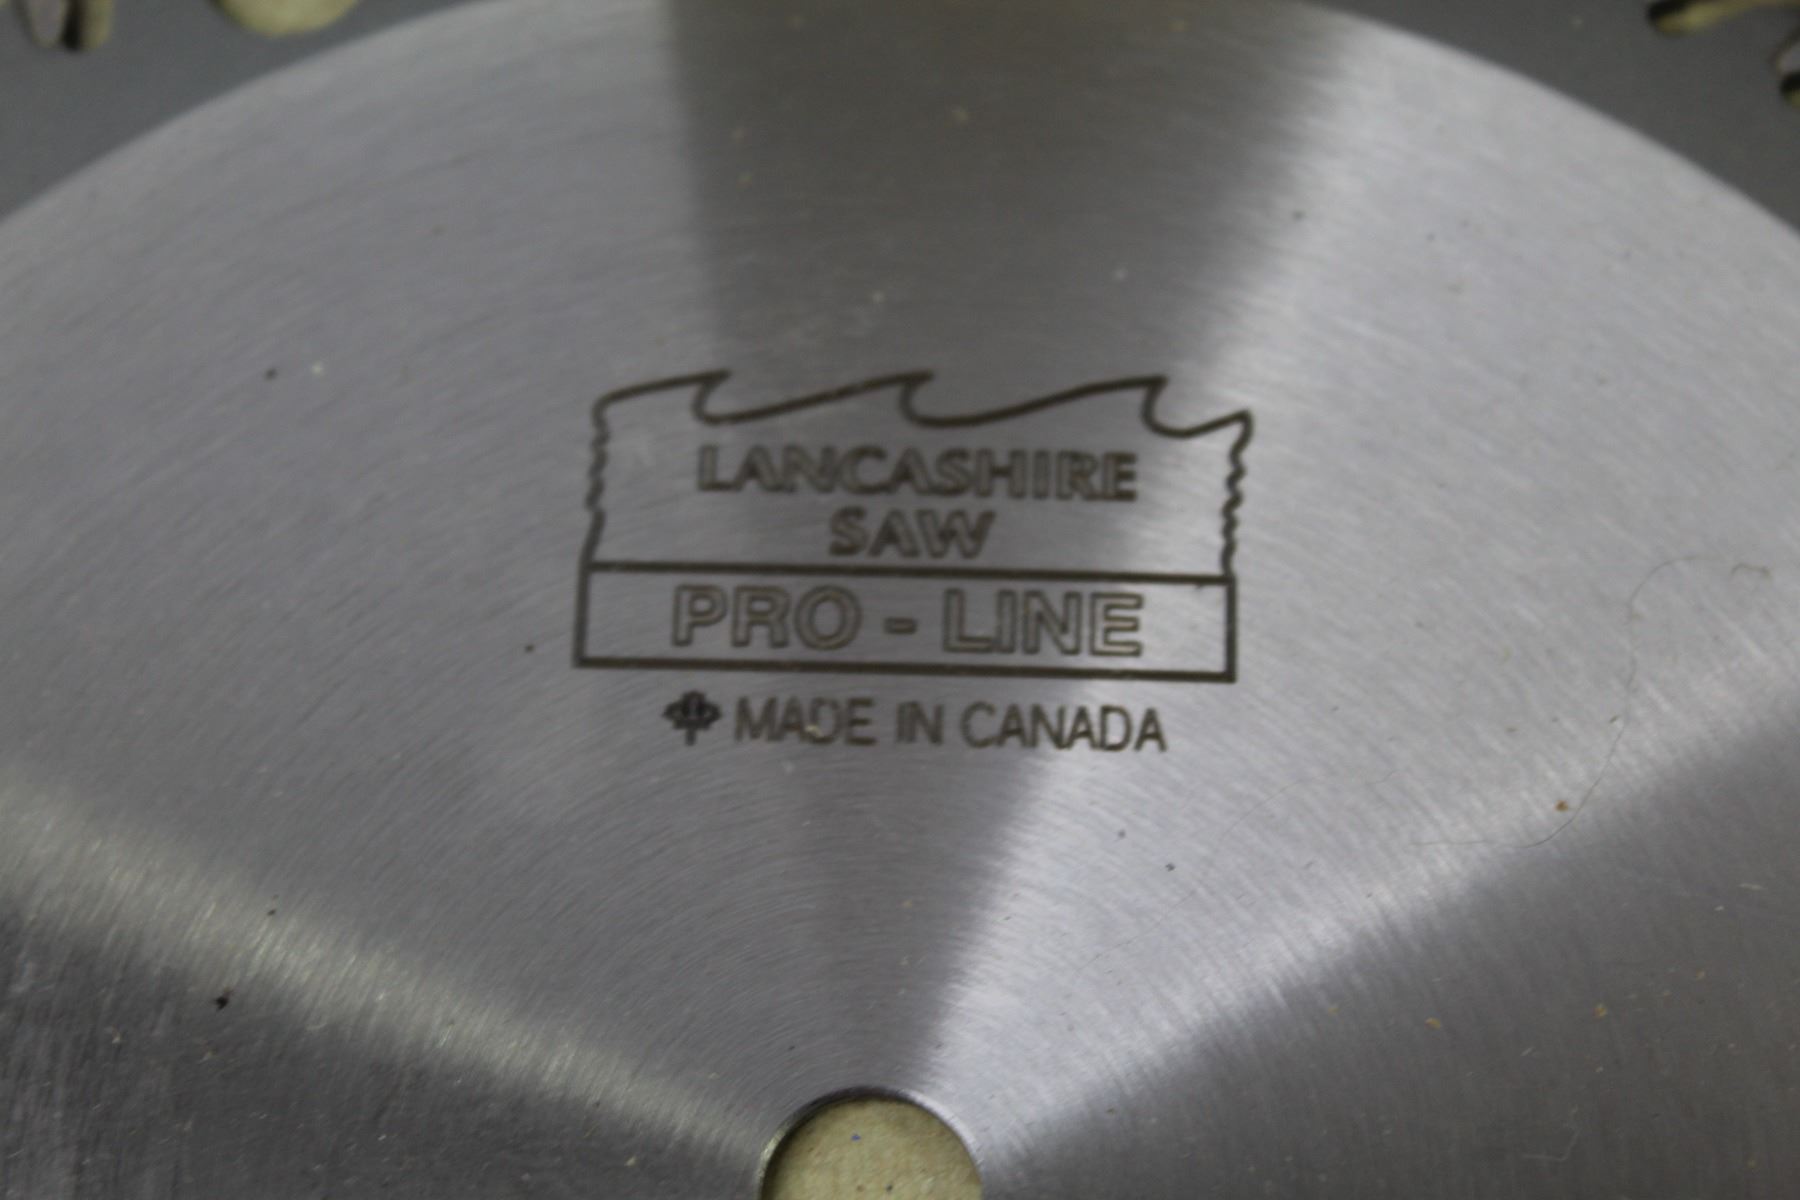 LANCASHIRE
SAW
PRO - LINE
MADE IN CANADA